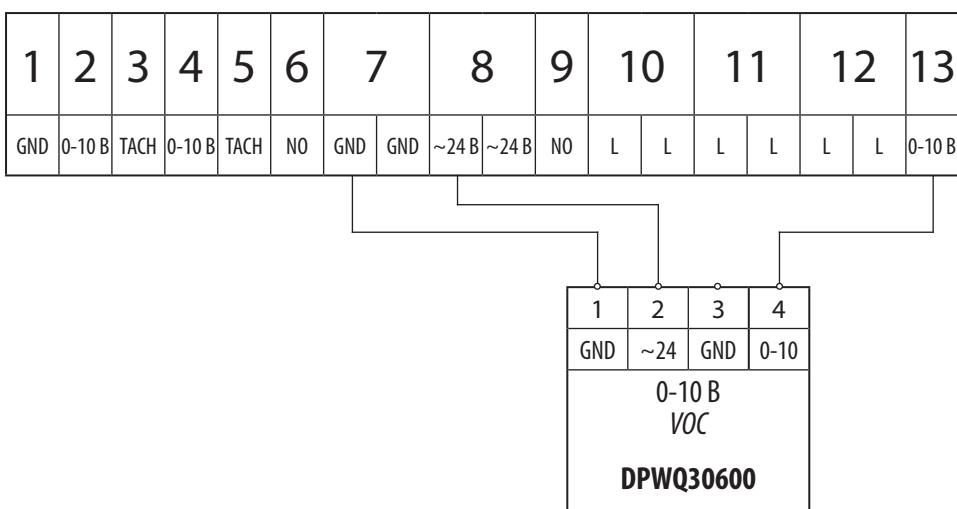 1 2 3 4 5 6 7 8 9 10 11 12 13
GND 0-10 В TACH 0-10 В TACH NO GND GND ~24 В ~24 В NO L L L L L L 0-10 В
1 2 3 4
GND ~24 GND 0-10
0-10 В
VOC
DPWQ30600